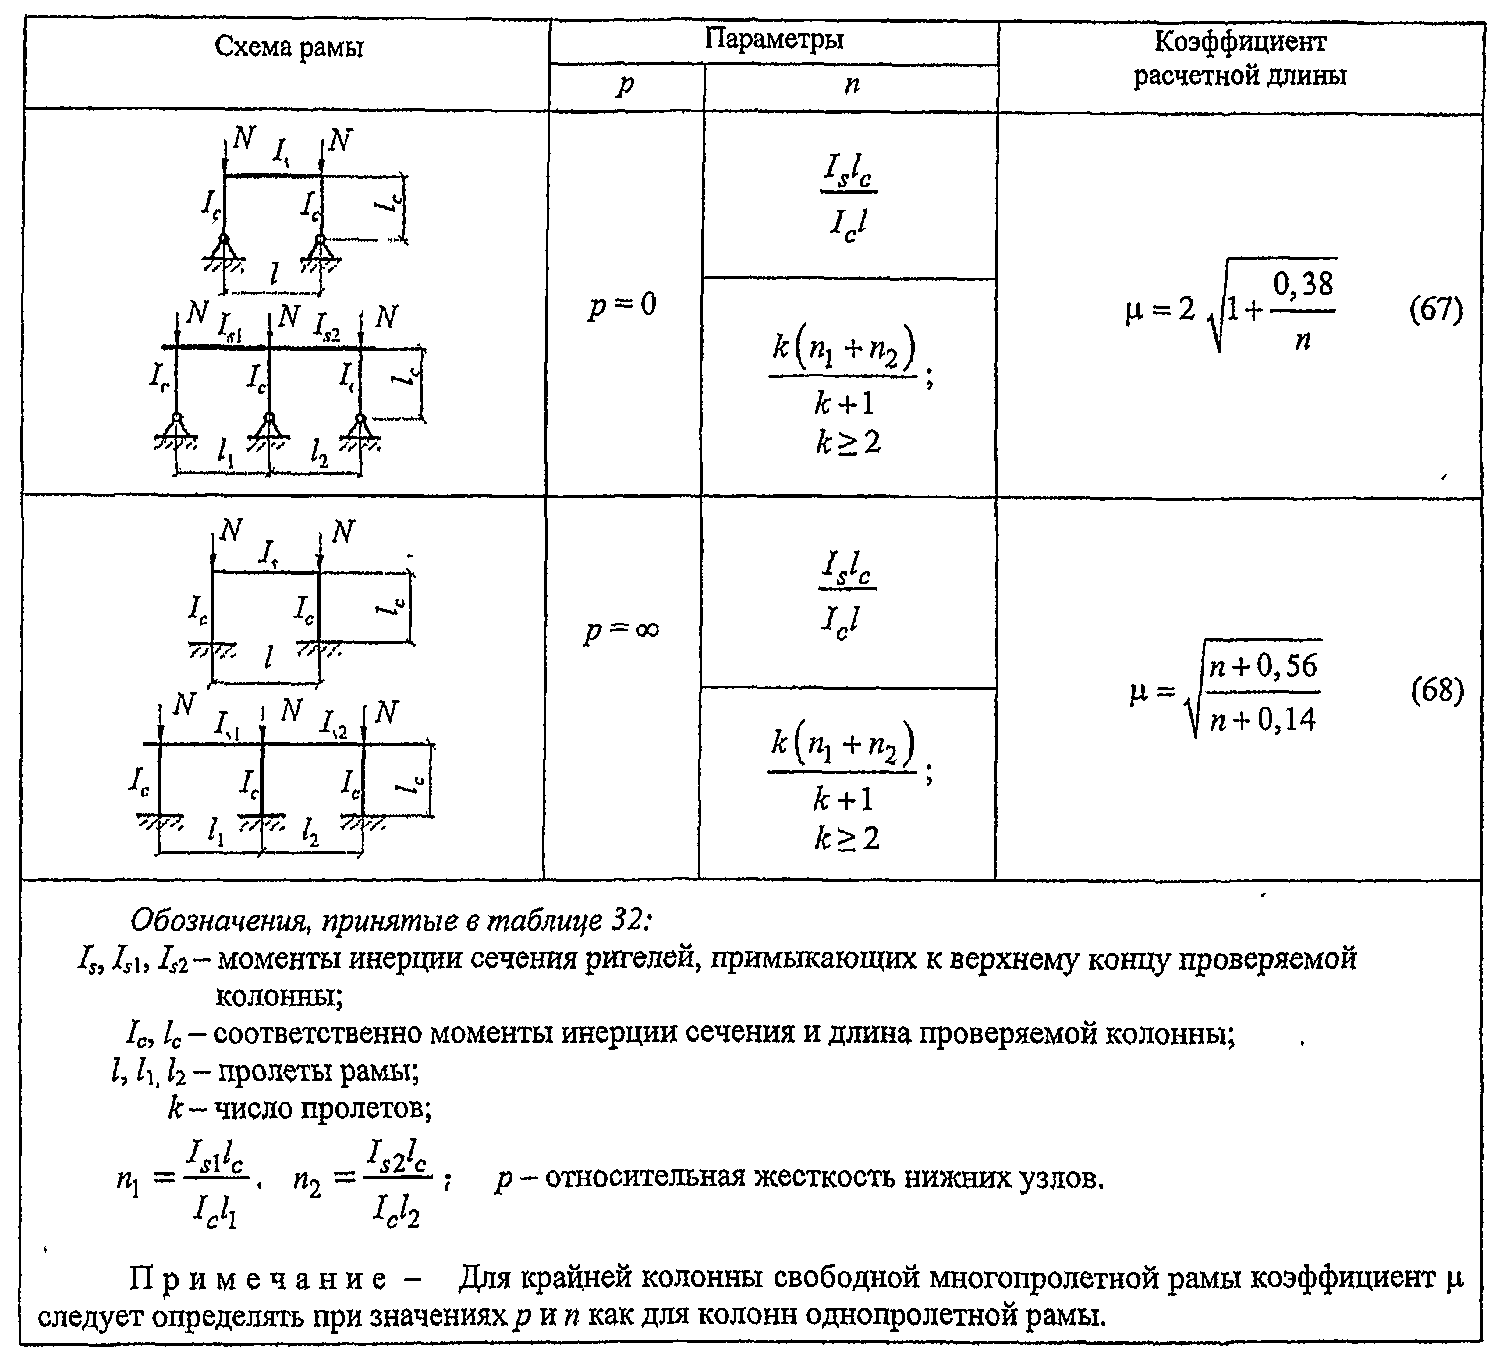 Схема рамы
Параметры
Коэффициент
расчетной длины
p
n
N
N
I_s
I_c
I_c
l_c
l
N
N
N
I_s1
I_s2
I_c
I_c
I_c
l_c
l_1
l_2
p = 0
I_s l_c / I_c l
k(n_1 + n_2) / k + 1 ;
k ≥ 2
μ = 2 √(1 + 0,38 / n) (67)
N
N
I_s
I_c
I_c
l_c
l
N
N
N
I_s1
I_s2
I_c
I_c
I_c
l_c
l_1
l_2
p = ∞
I_s l_c / I_c l
k(n_1 + n_2) / k + 1 ;
k ≥ 2
μ = √(n + 0,56 / n + 0,14) (68)
Обозначения, принятые в таблице 32:
I_s, I_s1, I_s2 – моменты инерции сечения ригелей, примыкающих к верхнему концу проверяемой
колонны;
I_c, l_c – соответственно моменты инерции сечения и длина проверяемой колонны;
l, l_1, l_2 – пролеты рамы;
k – число пролетов;
n_1 = I_s1 l_c / I_c l_1 . n_2 = I_s2 l_c / I_c l_2 ; p – относительная жесткость нижних узлов.
Примечание – Для крайней колонны свободной многопролетной рамы коэффициент μ
следует определять при значениях p и n как для колонн однопролетной рамы.